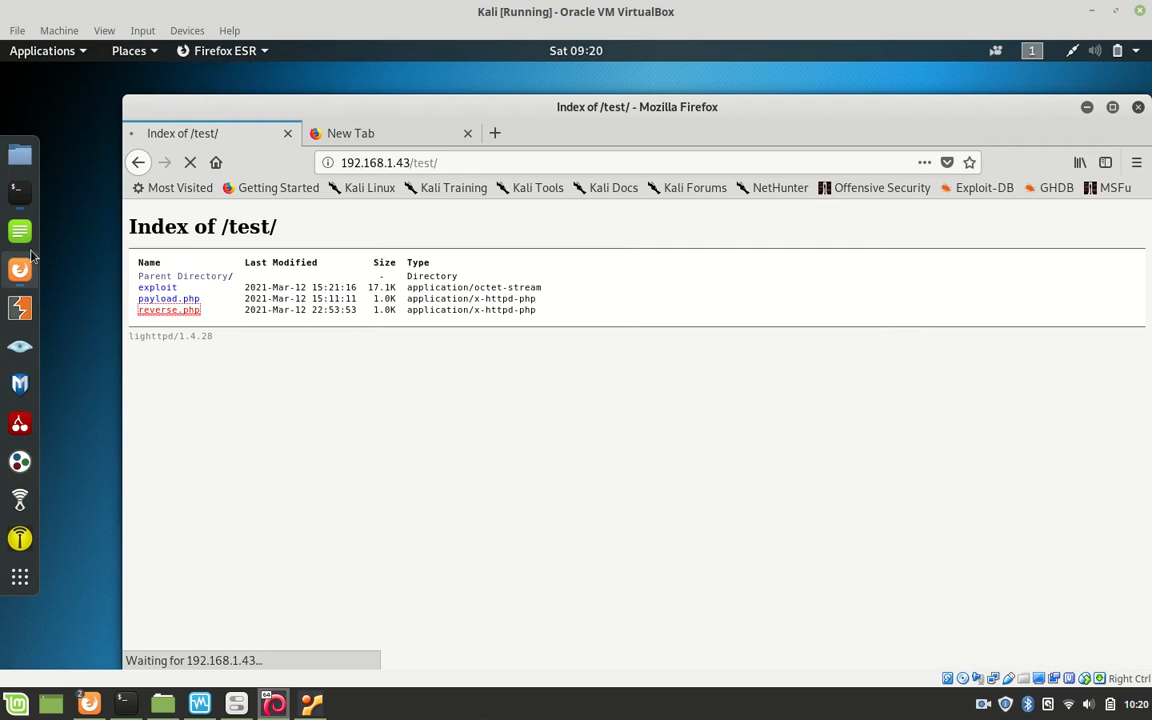 Kali [Running] - Oracle VM VirtualBox
File Machine View Input Devices Help
Applications Places Firefox ESR Sat 09:20 1
Index of /test/ - Mozilla Firefox
Index of /test/ New Tab
192.168.1.43/test/
Most Visited Getting Started Kali Linux Kali Training Kali Tools Kali Docs Kali Forums NetHunter Offensive Security Exploit-DB GHDB MSFu
Index of /test/
Name Last Modified Size Type
Parent Directory/ - Directory
exploit 2021-Mar-12 15:21:16 17.1K application/octet-stream
payload.php 2021-Mar-12 15:11:11 1.0K application/x-httpd-php
reverse.php 2021-Mar-12 22:53:53 1.0K application/x-httpd-php
lighttpd/1.4.28
Waiting for 192.168.1.43...
Right Ctrl
2 64 10:20